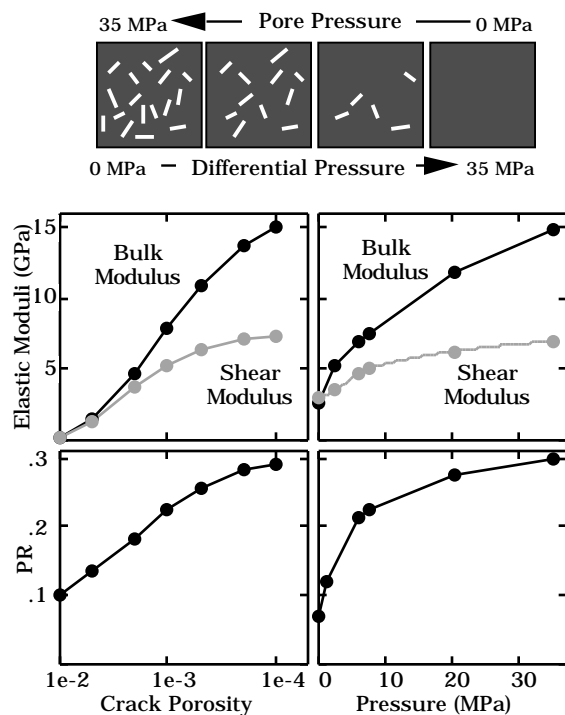 Pore Pressure
35 MPa
0 MPa
0 MPa
Differential Pressure
35 MPa
Elastic Moduli (GPa)
15
10
5
Bulk
Modulus
Shear
Modulus
Bulk
Modulus
Shear
Modulus
PR
.3
.2
.1
1e-2
1e-3
1e-4
Crack Porosity
0
10
20
30
Pressure (MPa)